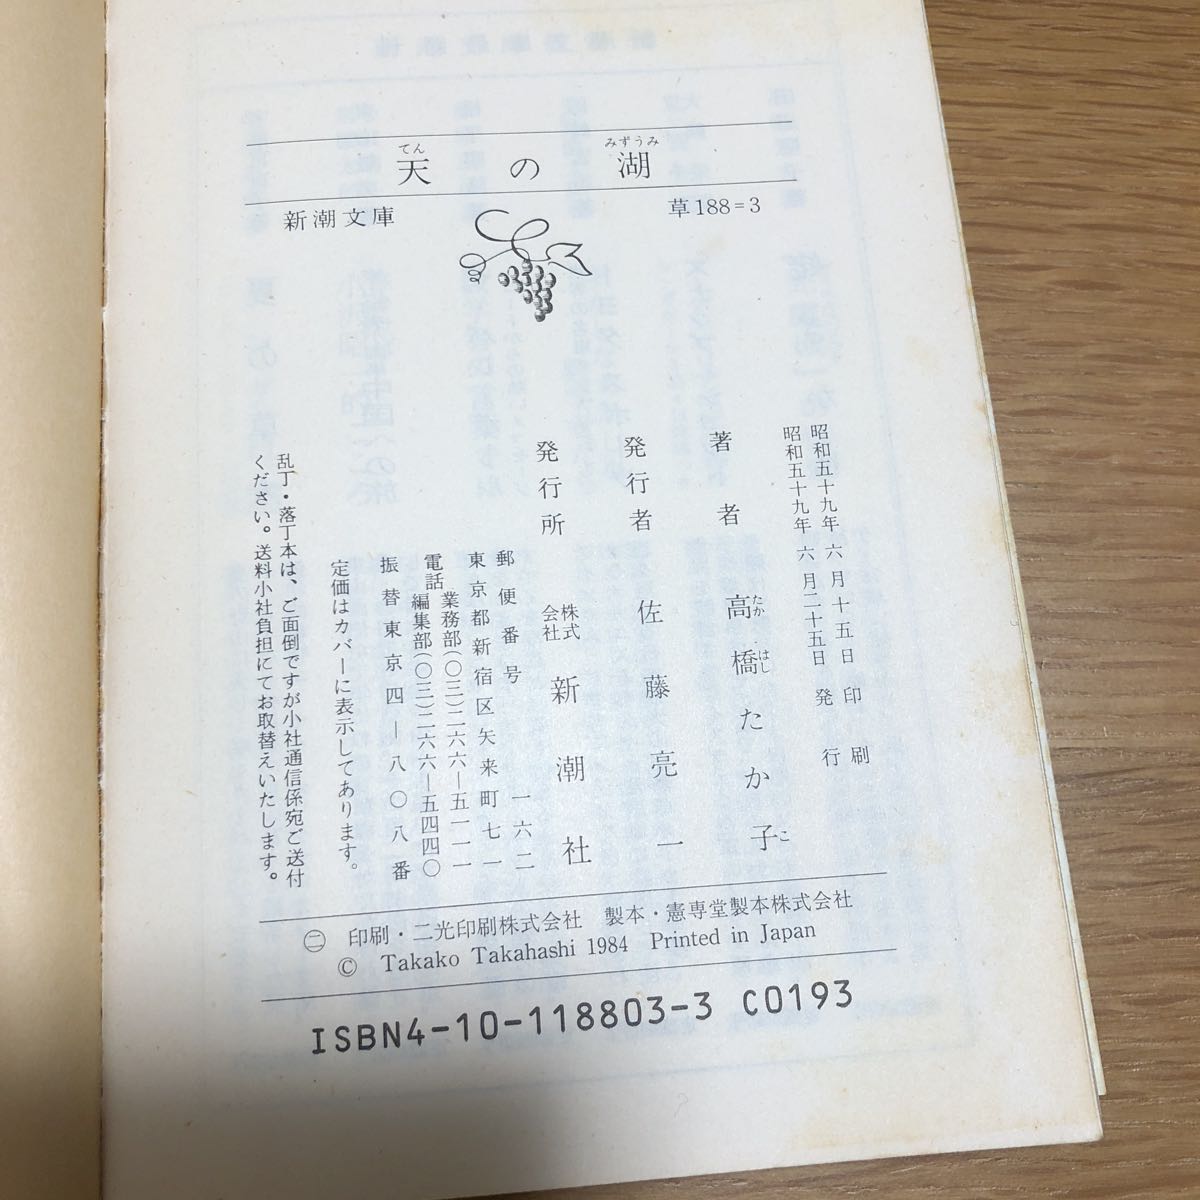 天の湖
てん みずうみ
新潮文庫 草188=3
昭和五十九年 六月十五日 印刷
昭和五十九年 六月二十五日 発行
著者 高橋たか子
たか はし こ
発行者 佐藤亮一
発行所 株式会社 新潮社
郵便番号 一六二
東京都新宿区矢来町七一
電話 業務部(〇三)二六六—五一一一
編集部(〇三)二六六—五四四〇
振替東京四—八〇八番
定価はカバーに表示してあります。
乱丁・落丁本は、ご面倒ですが小社通信係宛ご送付
ください。送料小社負担にてお取替えいたします。
㊁ 印刷・二光印刷株式会社 製本・憲専堂製本株式会社
© Takako Takahashi 1984 Printed in Japan
ISBN4-10-118803-3 C0193